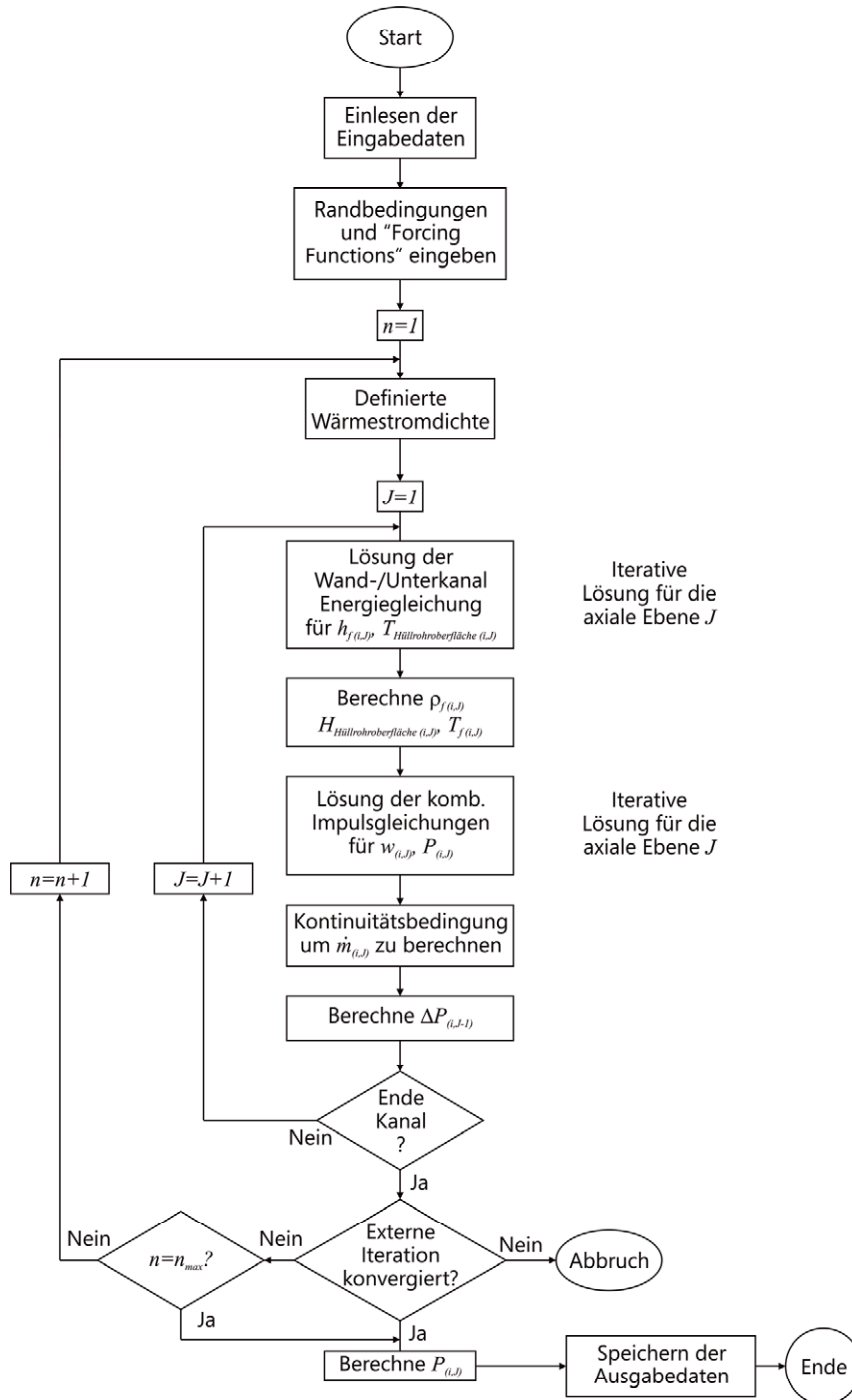 Start
Einlesen der
Eingabedaten
Randbedingungen
und “Forcing
Functions“ eingeben
n=1
Definierte
Wärmestromdichte
J=1
Lösung der
Wand-/Unterkanal
Energiegleichung
für h_f (i,J), T_Hüllrohroberfläche (i,J)
Iterative
Lösung für die
axiale Ebene J
Berechne ρ_f (i,J)
H_Hüllrohroberfläche (i,J), T_f (i,J)
Lösung der komb.
Impulsgleichungen
für w_(i,J), P_(i,J)
Iterative
Lösung für die
axiale Ebene J
n=n+1
J=J+1
Kontinuitätsbedingung
um ṁ_(i,J) zu berechnen
Berechne ΔP_(i,J-1)
Ende
Kanal
?
Nein
Ja
Externe
Iteration
konvergiert?
Nein
Abbruch
Nein
n=n_max?
Nein
Ja
Ja
Berechne P_(i,J)
Speichern der
Ausgabedaten
Ende